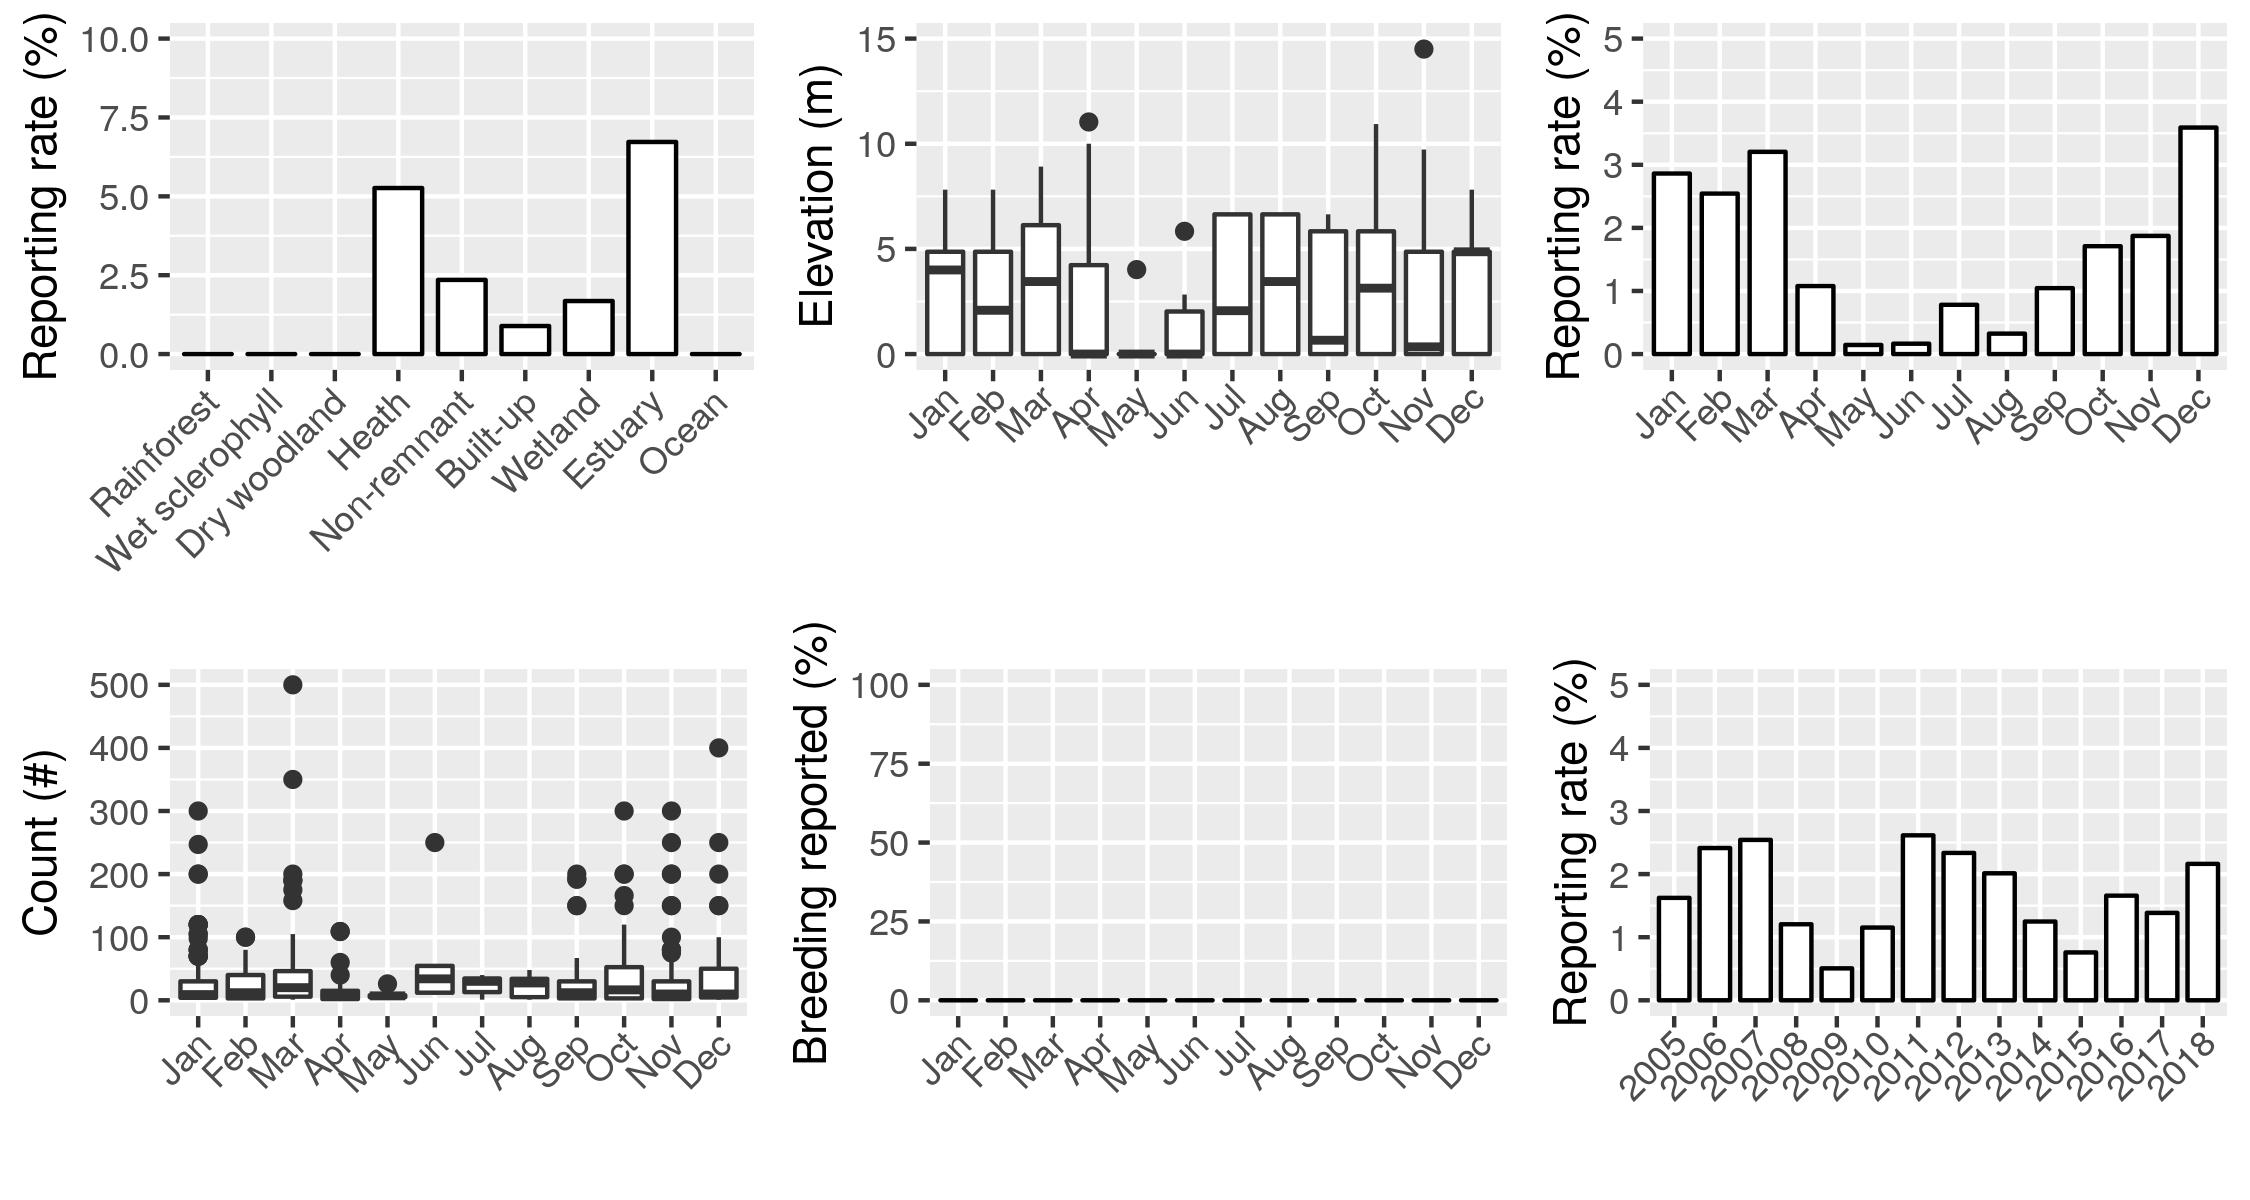 Reporting rate (%)
10.0
7.5
5.0
2.5
0.0
Rainforest
Wet sclerophyll
Dry woodland
Heath
Non-remnant
Built-up
Wetland
Estuary
Ocean
Elevation (m)
15
10
5
0
Jan
Feb
Mar
Apr
May
Jun
Jul
Aug
Sep
Oct
Nov
Dec
Reporting rate (%)
5
4
3
2
1
0
Jan
Feb
Mar
Apr
May
Jun
Jul
Aug
Sep
Oct
Nov
Dec
Count (#)
500
400
300
200
100
0
Jan
Feb
Mar
Apr
May
Jun
Jul
Aug
Sep
Oct
Nov
Dec
Breeding reported (%)
100
75
50
25
0
Jan
Feb
Mar
Apr
May
Jun
Jul
Aug
Sep
Oct
Nov
Dec
Reporting rate (%)
5
4
3
2
1
0
2005
2006
2007
2008
2009
2010
2011
2012
2013
2014
2015
2016
2017
2018